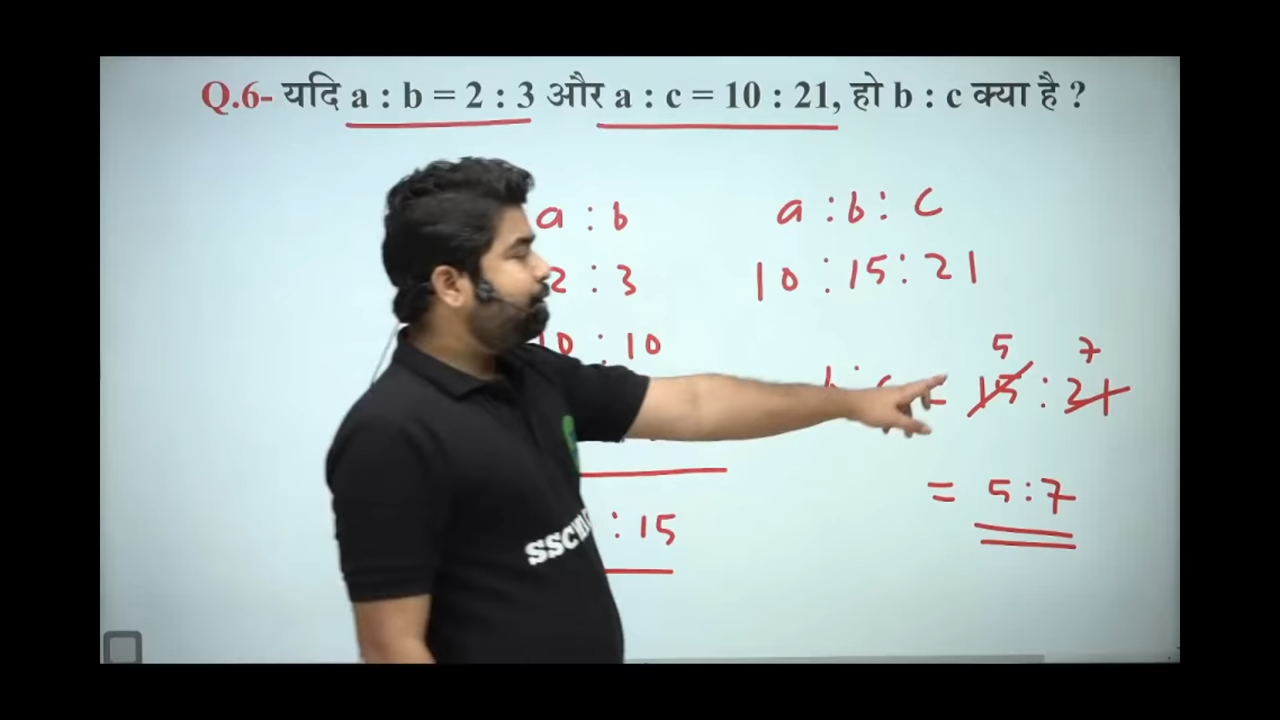 Q.6- यदि a : b = 2 : 3 और a : c = 10 : 21, हो b : c क्या है ?
a : b
2 : 3
10 : 10
: 15
a : b : c
10 : 15 : 21
5 7
b : c = 15 : 21
= 5 : 7